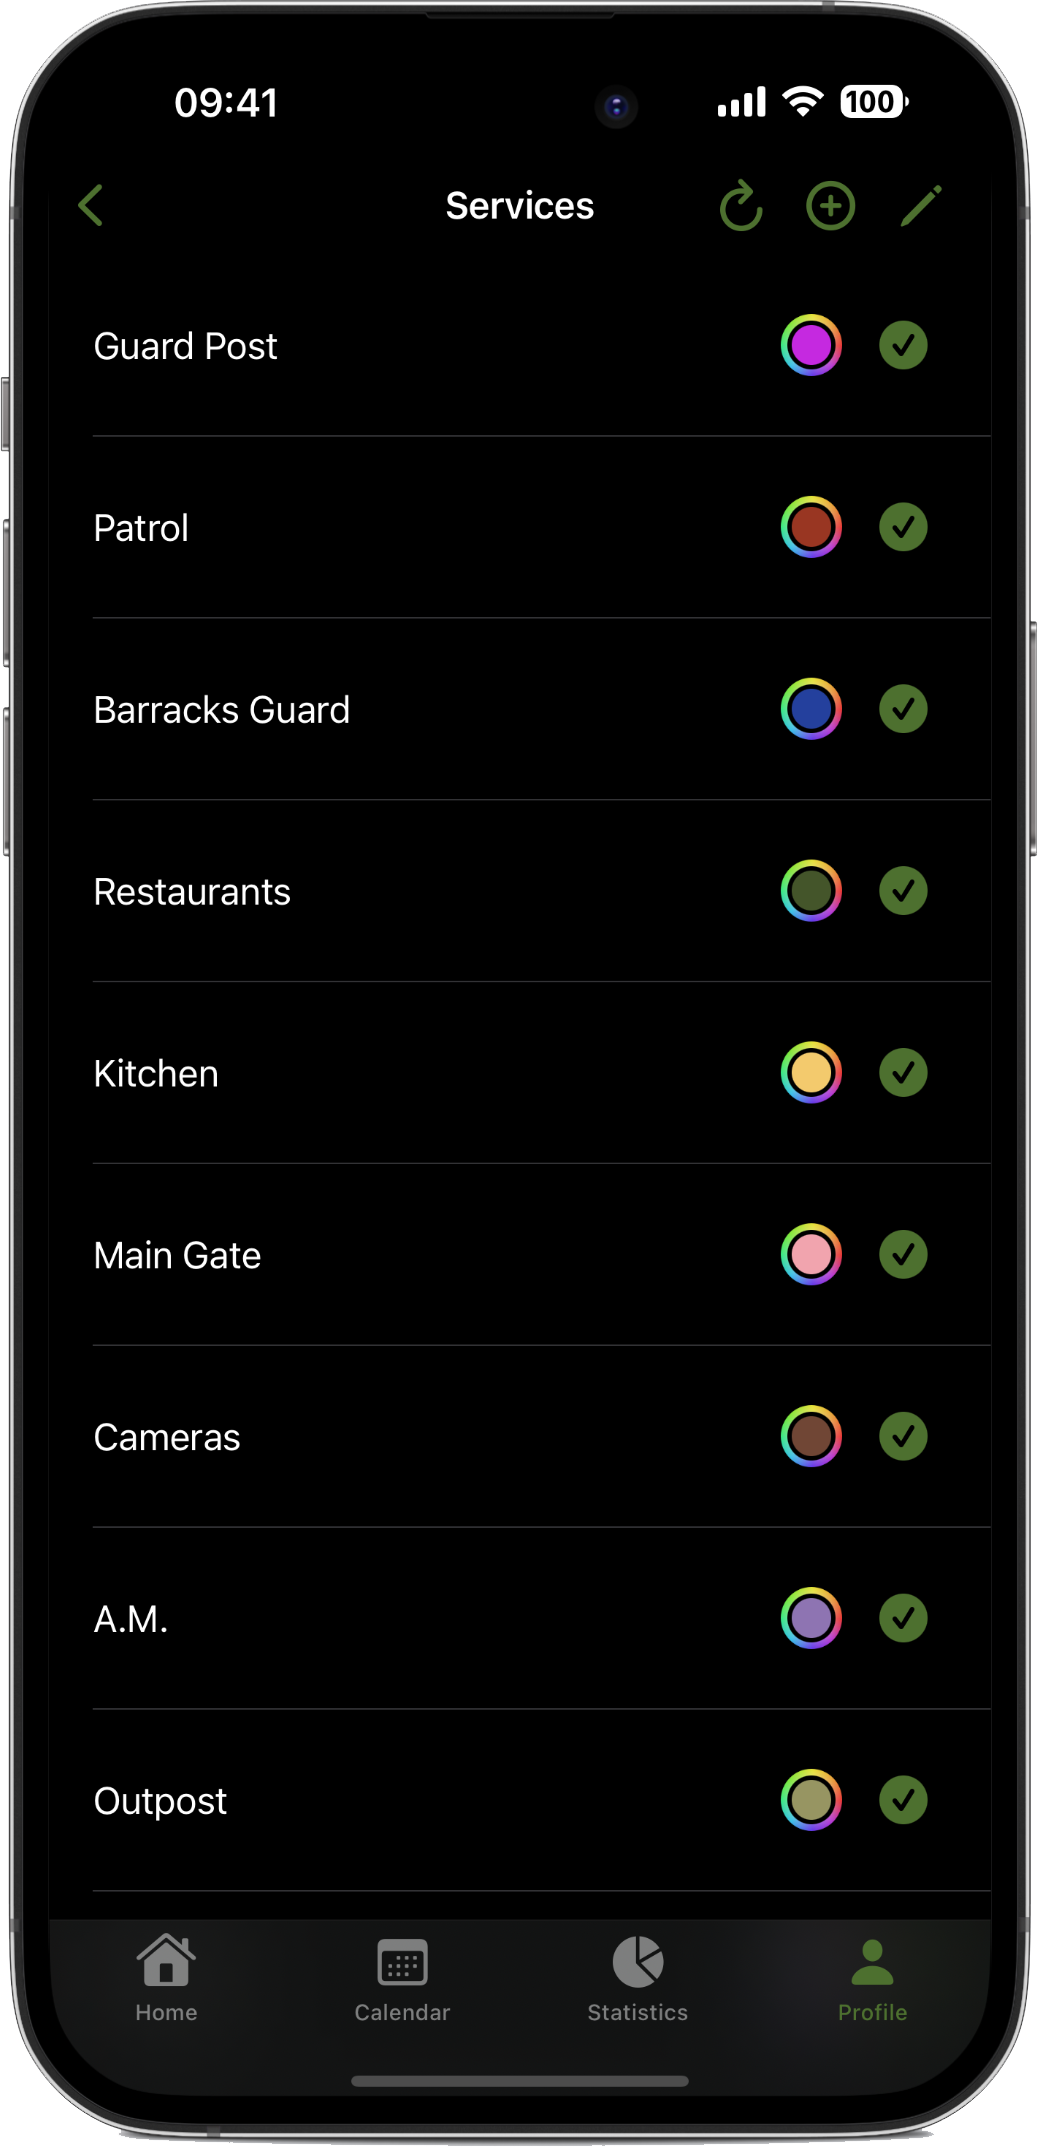 09:41
100
Services
Guard Post
Patrol
Barracks Guard
Restaurants
Kitchen
Main Gate
Cameras
A.M.
Outpost
Home
Calendar
Statistics
Profile